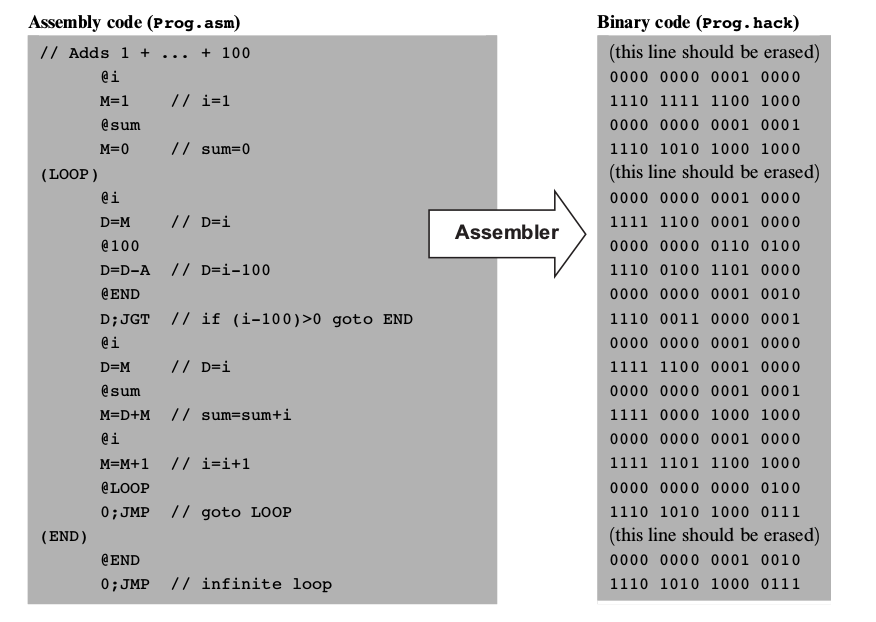 Assembly code (Prog.asm)
// Adds 1 + ... + 100
@i
M=1 // i=1
@sum
M=0 // sum=0
(LOOP)
@i
D=M // D=i
@100
D=D-A // D=i-100
@END
D;JGT // if (i-100)>0 goto END
@i
D=M // D=i
@sum
M=D+M // sum=sum+i
@i
M=M+1 // i=i+1
@LOOP
0;JMP // goto LOOP
(END)
@END
0;JMP // infinite loop
Assembler
Binary code (Prog.hack)
(this line should be erased)
0000 0000 0001 0000
1110 1111 1100 1000
0000 0000 0001 0001
1110 1010 1000 1000
(this line should be erased)
0000 0000 0001 0000
1111 1100 0001 0000
0000 0000 0110 0100
1110 0100 1101 0000
0000 0000 0001 0010
1110 0011 0000 0001
0000 0000 0001 0000
1111 1100 0001 0000
0000 0000 0001 0001
1111 0000 1000 1000
0000 0000 0001 0000
1111 1101 1100 1000
0000 0000 0000 0100
1110 1010 1000 0111
(this line should be erased)
0000 0000 0001 0010
1110 1010 1000 0111